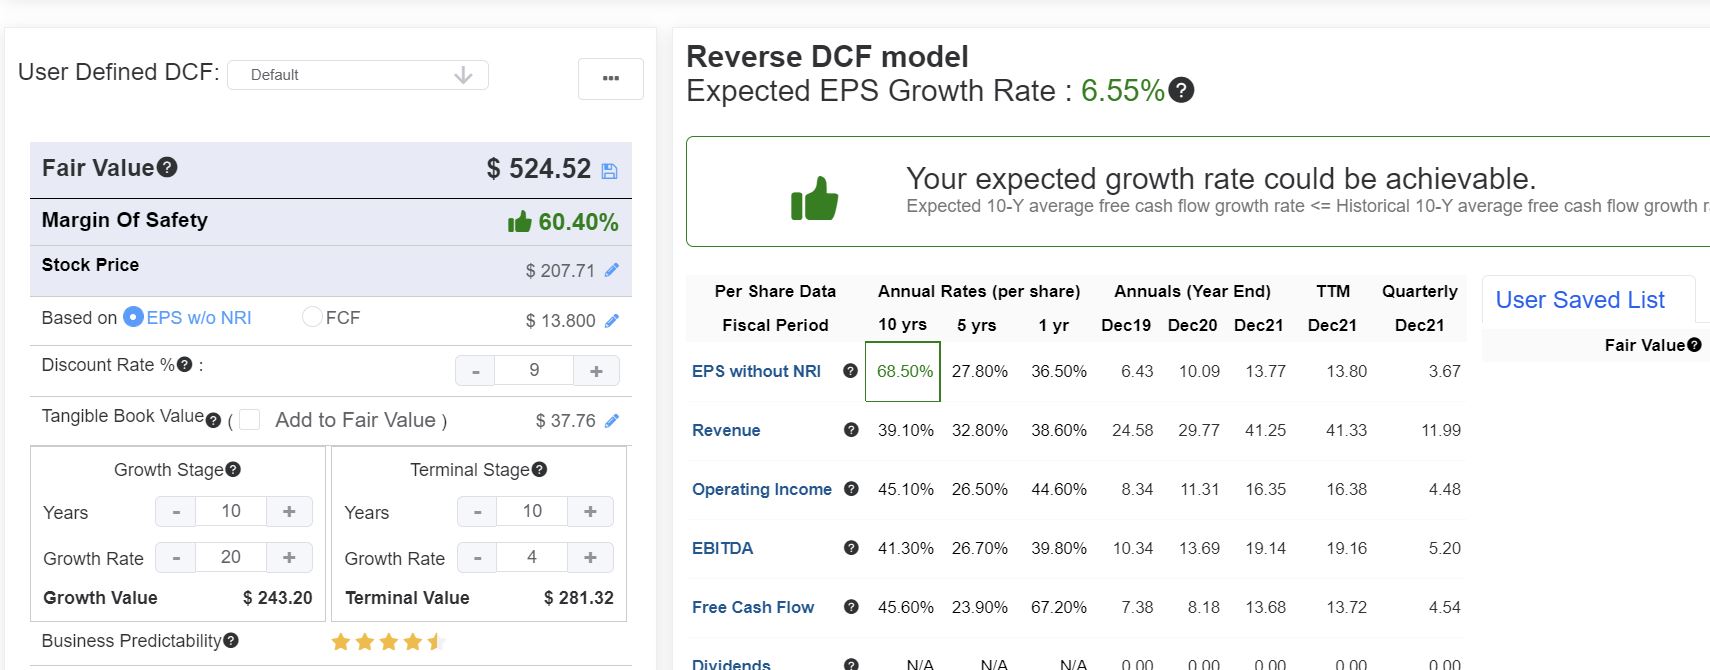 User Defined DCF: Default ...
Fair Value? $ 524.52
Margin Of Safety 60.40%
Stock Price $ 207.71
Based on EPS w/o NRI FCF $ 13.800
Discount Rate %? : - 9 +
Tangible Book Value? ( Add to Fair Value ) $ 37.76
Growth Stage?
Years - 10 +
Growth Rate - 20 +
Growth Value $ 243.20
Terminal Stage?
Years - 10 +
Growth Rate - 4 +
Terminal Value $ 281.32
Business Predictability?
Reverse DCF model
Expected EPS Growth Rate : 6.55%?
Your expected growth rate could be achievable.
Expected 10-Y average free cash flow growth rate <= Historical 10-Y average free cash flow growth
Per Share Data Annual Rates (per share) Annuals (Year End) TTM Quarterly
Fiscal Period 10 yrs 5 yrs 1 yr Dec19 Dec20 Dec21 Dec21 Dec21
EPS without NRI ? 68.50% 27.80% 36.50% 6.43 10.09 13.77 13.80 3.67
Revenue ? 39.10% 32.80% 38.60% 24.58 29.77 41.25 41.33 11.99
Operating Income ? 45.10% 26.50% 44.60% 8.34 11.31 16.35 16.38 4.48
EBITDA ? 41.30% 26.70% 39.80% 10.34 13.69 19.14 19.16 5.20
Free Cash Flow ? 45.60% 23.90% 67.20% 7.38 8.18 13.68 13.72 4.54
Dividends ? N/A N/A N/A 0.00 0.00 0.00 0.00 0.00
User Saved List
Fair Value?